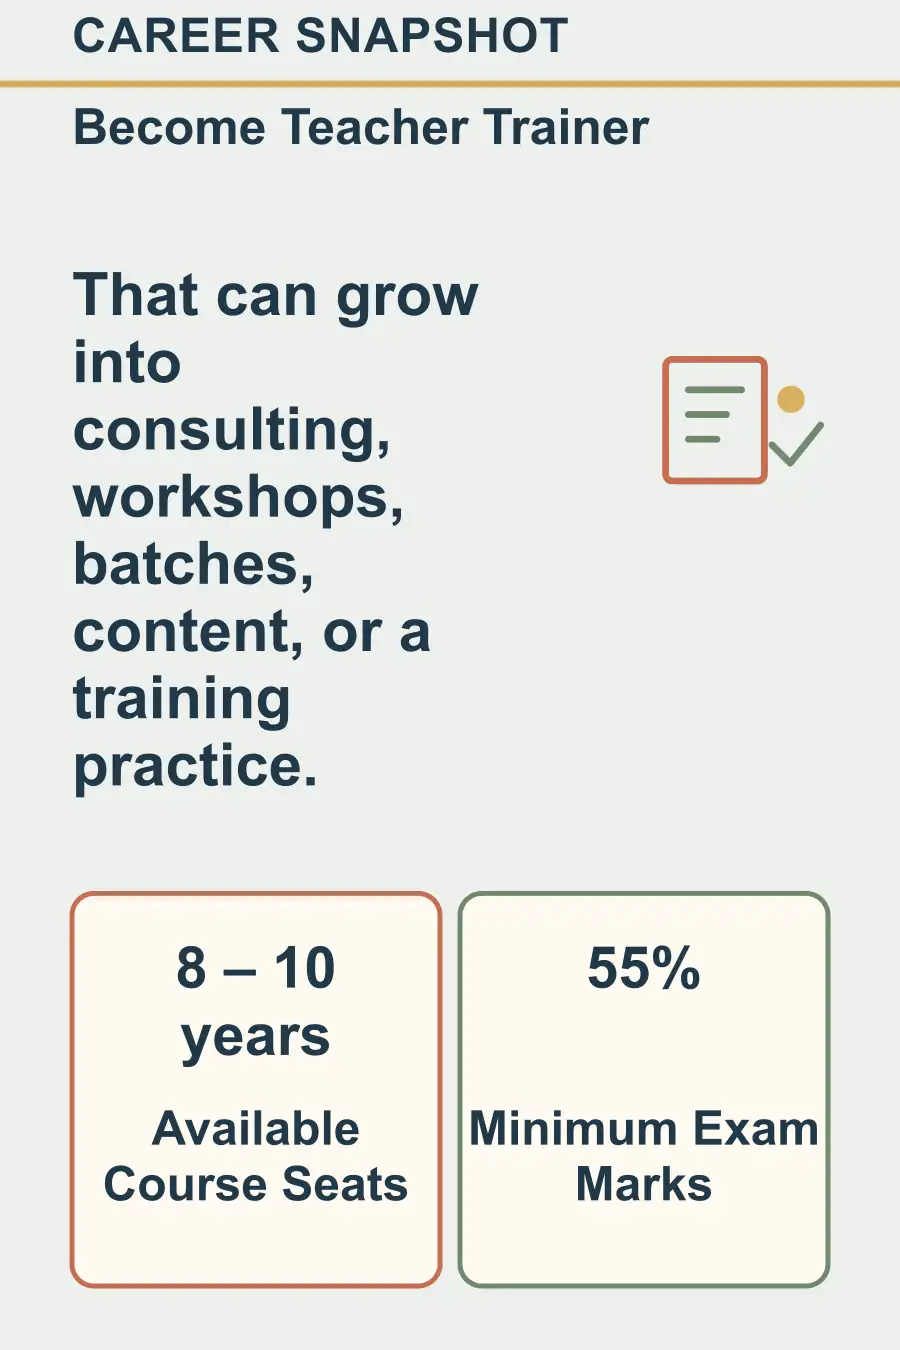 CAREER SNAPSHOT
Become Teacher Trainer
That can grow
into
consulting,
workshops,
batches,
content, or a
training
practice.
8 – 10
years
Available
Course Seats
55%
Minimum Exam
Marks